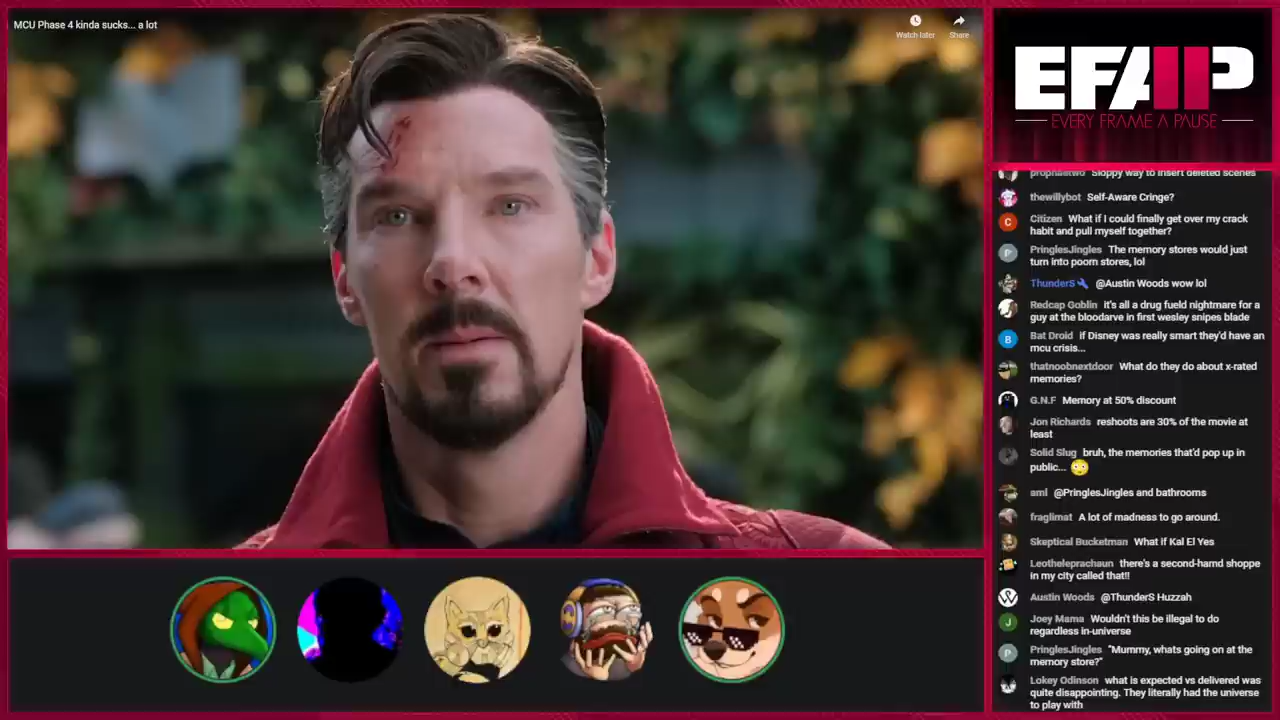 MCU Phase 4 kinda sucks... a lot
Watch later
Share
EFAP
EVERY FRAME A PAUSE
prophaetwo Sloppy way to insert deleted scenes
thewillybot Self-Aware Cringe?
C
Citizen What if I could finally get over my crack
habit and pull myself together?
P
PringlesJingles The memory stores would just
turn into poorn stores, lol
ThunderS @Austin Woods wow lol
Redcap Goblin it's all a drug fueld nightmare for a
guy at the bloodarve in first wesley snipes blade
B
Bat Droid if Disney was really smart they'd have an
mcu crisis...
thatnoobnextdoor What do they do about x-rated
memories?
G.N.F Memory at 50% discount
Jon Richards reshoots are 30% of the movie at
least
Solid Slug bruh, the memories that'd pop up in
public...
aml @PringlesJingles and bathrooms
fraglimat A lot of madness to go around.
Skeptical Bucketman What if Kal El Yes
Leotheleprachaun there's a second-hamd shoppe
in my city called that!!
Austin Woods @ThunderS Huzzah
J
Joey Mama Wouldn't this be illegal to do
regardless in-universe
P
PringlesJingles "Mummy, whats going on at the
memory store?"
Lokey Odinson what is expected vs delivered was
quite disappointing. They literally had the universe
to play with